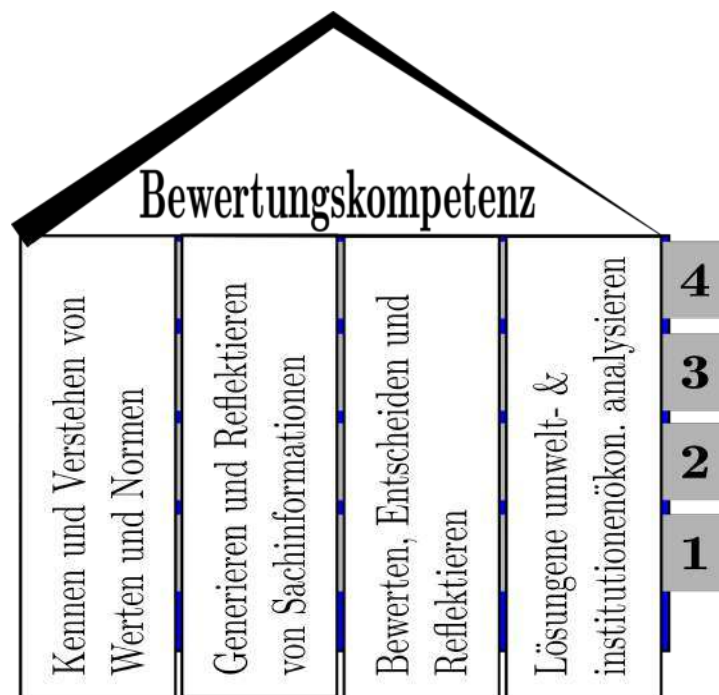 Bewertungskompetenz
Kennen und Verstehen von
Werten und Normen
Generieren und Reflektieren
von Sachinformationen
Bewerten, Entscheiden und
Reflektieren
Lösungene umwelt- &
institutionenökon. analysieren
4
3
2
1